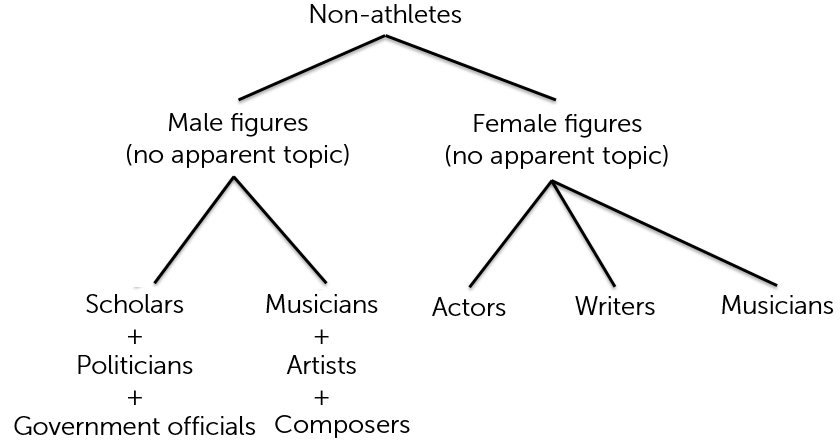 Non-athletes
Male figures
(no apparent topic)
Female figures
(no apparent topic)
Scholars
+
Politicians
+
Government officials
Musicians
+
Artists
+
Composers
Actors
Writers
Musicians